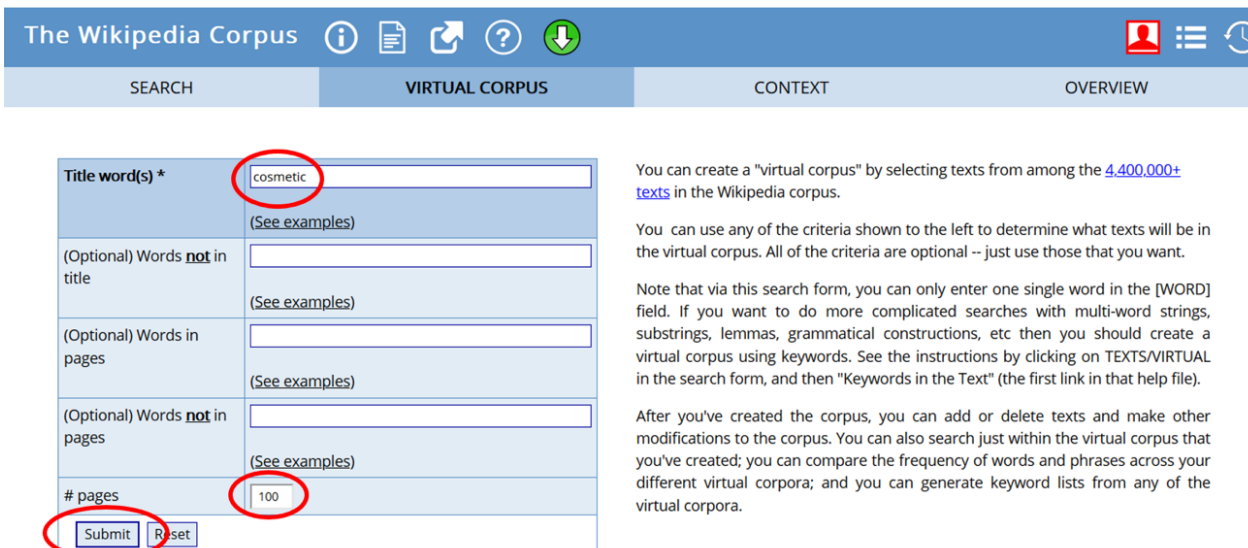 The Wikipedia Corpus
SEARCH
VIRTUAL CORPUS
CONTEXT
OVERVIEW
Title word(s) *
cosmetic
(See examples)
(Optional) Words not in
title
(See examples)
(Optional) Words in
pages
(See examples)
(Optional) Words not in
pages
(See examples)
# pages
100
Submit
Reset
You can create a "virtual corpus" by selecting texts from among the 4,400,000+
texts in the Wikipedia corpus.
You can use any of the criteria shown to the left to determine what texts will be in
the virtual corpus. All of the criteria are optional -- just use those that you want.
Note that via this search form, you can only enter one single word in the [WORD]
field. If you want to do more complicated searches with multi-word strings,
substrings, lemmas, grammatical constructions, etc then you should create a
virtual corpus using keywords. See the instructions by clicking on TEXTS/VIRTUAL
in the search form, and then "Keywords in the Text" (the first link in that help file).
After you've created the corpus, you can add or delete texts and make other
modifications to the corpus. You can also search just within the virtual corpus that
you've created; you can compare the frequency of words and phrases across your
different virtual corpora; and you can generate keyword lists from any of the
virtual corpora.